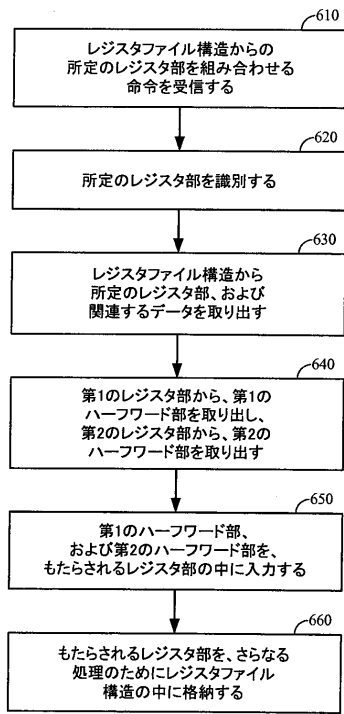 610
レジスタファイル構造からの
所定のレジスタ部を組み合わせる
命令を受信する
620
所定のレジスタ部を識別する
630
レジスタファイル構造から
所定のレジスタ部、および
関連するデータを取り出す
640
第1のレジスタ部から、第1の
ハーフワード部を取り出し、
第2のレジスタ部から、第2の
ハーフワード部を取り出す
650
第1のハーフワード部、
および第2のハーフワード部を、
もたらされるレジスタ部の中に入力する
660
もたらされるレジスタ部を、さらなる
処理のためにレジスタファイル
構造の中に格納する